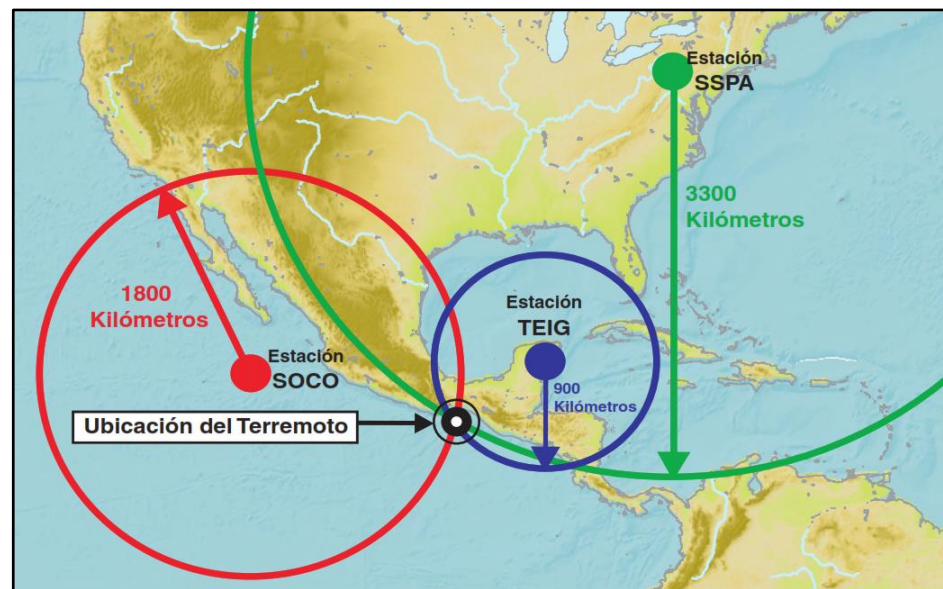 Estación
SSPA
3300
Kilómetros
1800
Kilómetros
Estación
TEIG
Estación
SOCO
900
Kilómetros
Ubicación del Terremoto